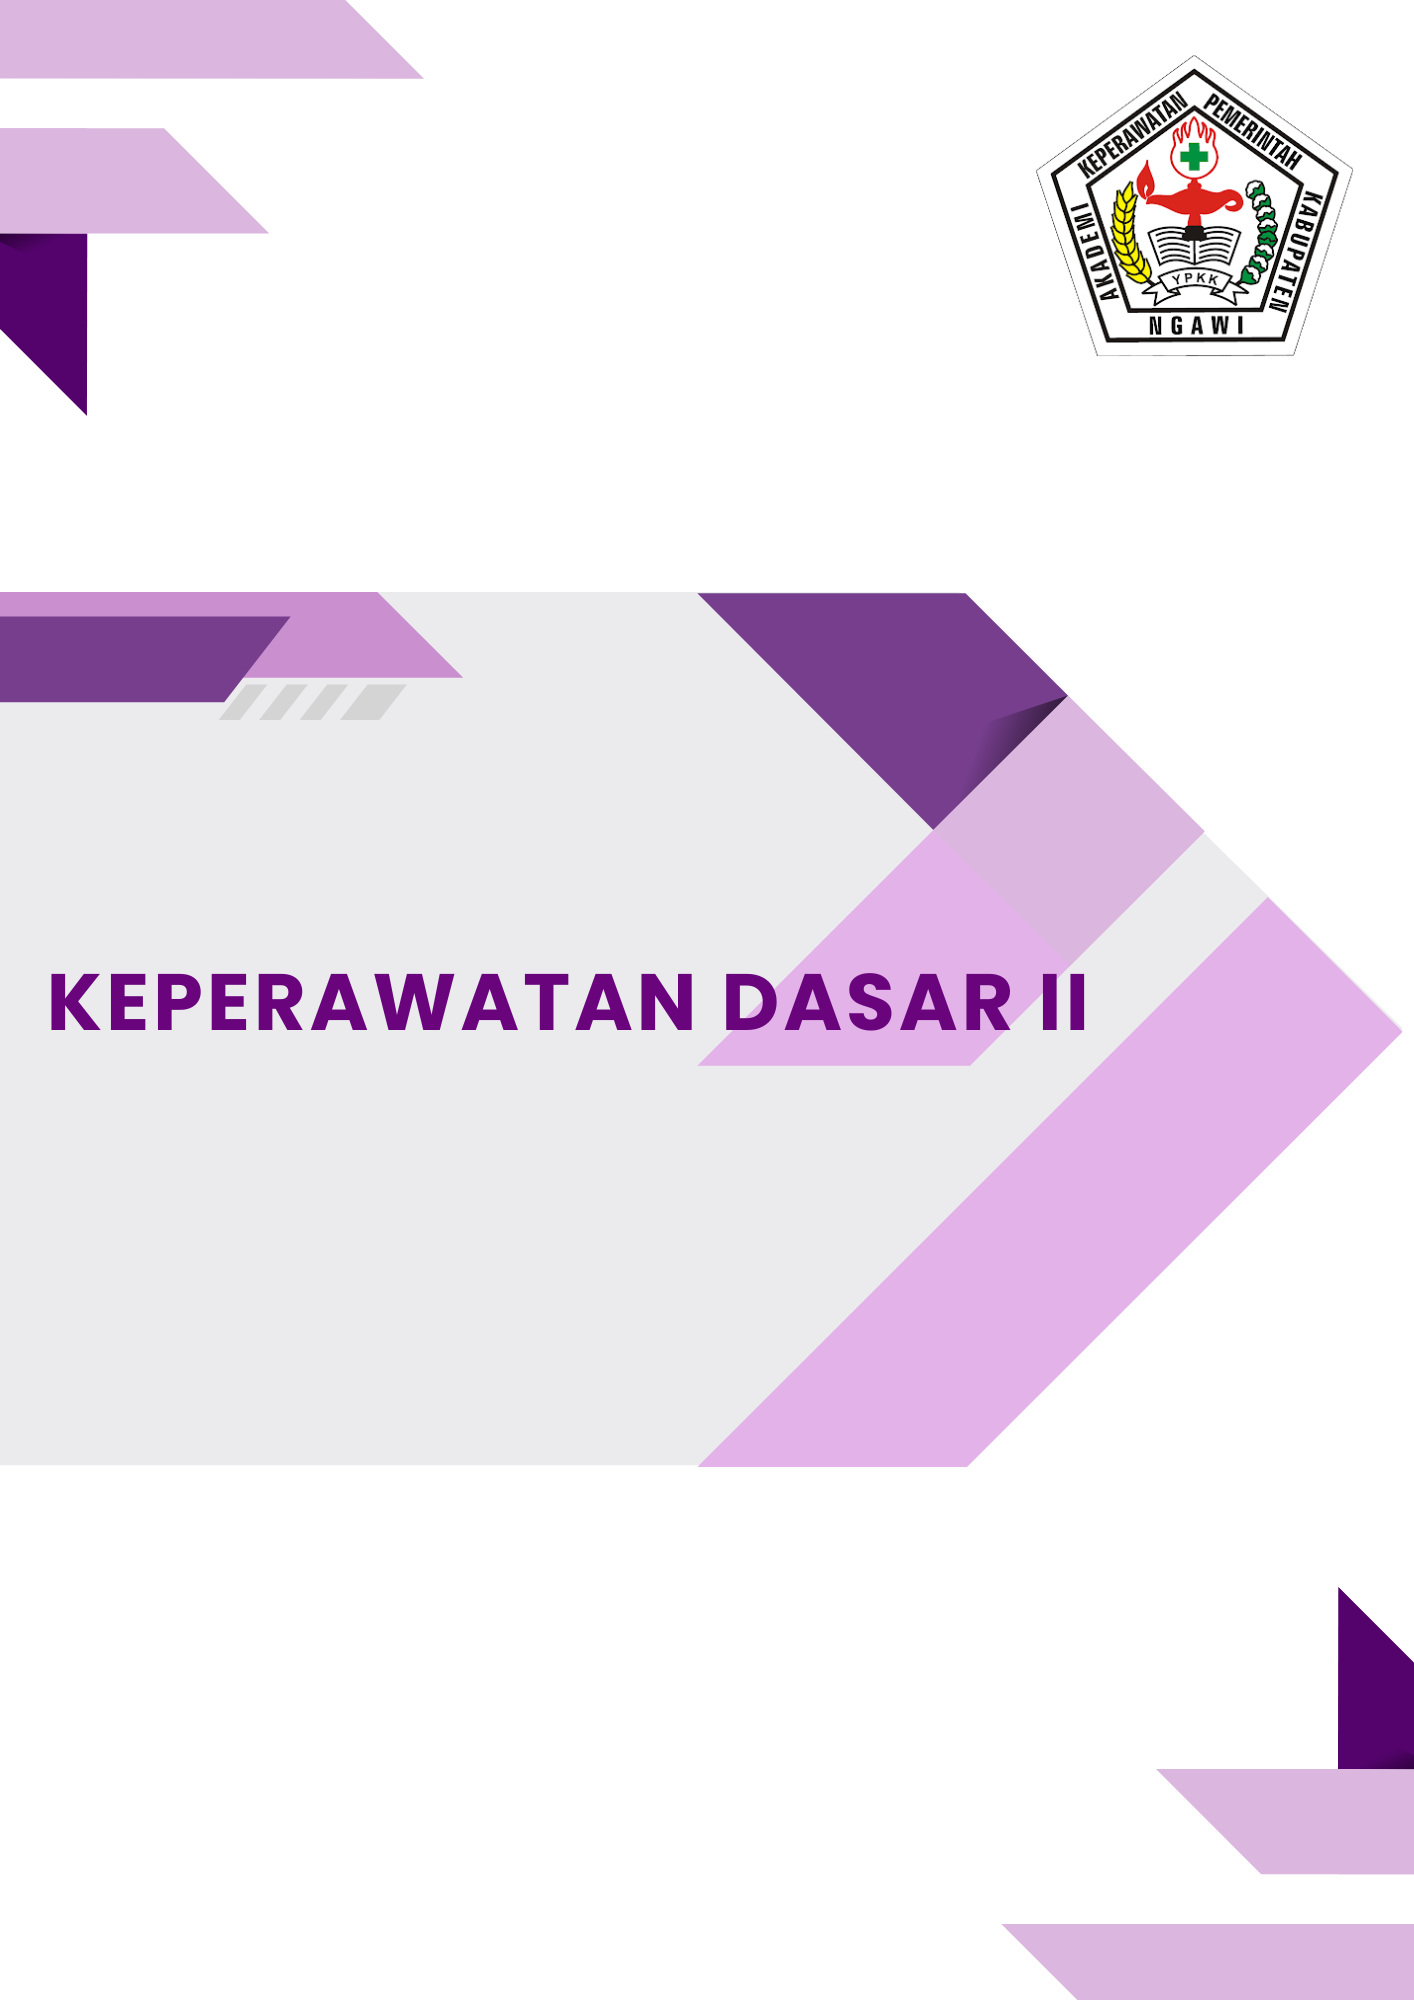 AKADEMI KEPERAWATAN PEMERINTAH KABUPATEN
NGAWI
YPKK
KEPERAWATAN DASAR II